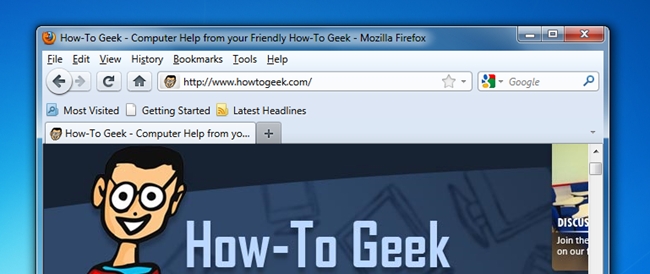 How-To Geek - Computer Help from your Friendly How-To Geek - Mozilla Firefox
File Edit View History Bookmarks Tools Help
http://www.howtogeek.com/ Google
Most Visited Getting Started Latest Headlines
How-To Geek - Computer Help from yo...
How-To Geek
DISCUS
Join the
on our f